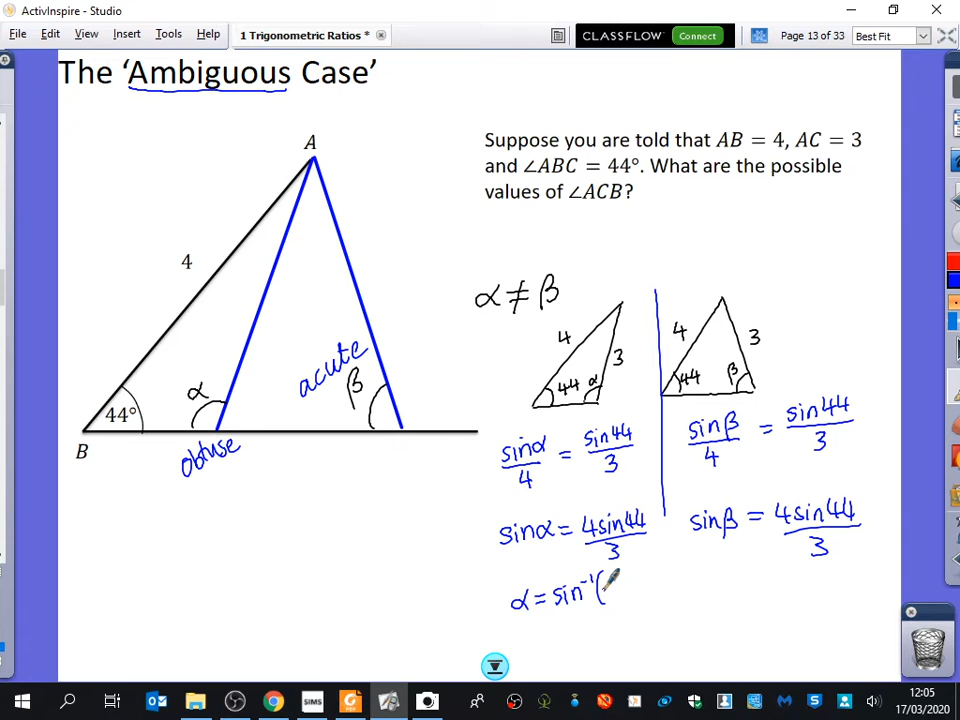 ActivInspire - Studio
File Edit View Insert Tools Help
1 Trigonometric Ratios *
CLASSFLOW Connect
Page 13 of 33
Best Fit
The 'Ambiguous Case'
Suppose you are told that AB = 4, AC = 3
and ∠ABC = 44°. What are the possible
values of ∠ACB?
A
4
α
44°
B
obtuse
acute
β
α ≠ β
4
3
44 α
4
3
44 β
sinα/4 = sin44/3
sinβ/4 = sin44/3
sinα = 4sin44/3
sinβ = 4sin44/3
α = sin⁻¹(
SIMS
12:05
17/03/2020